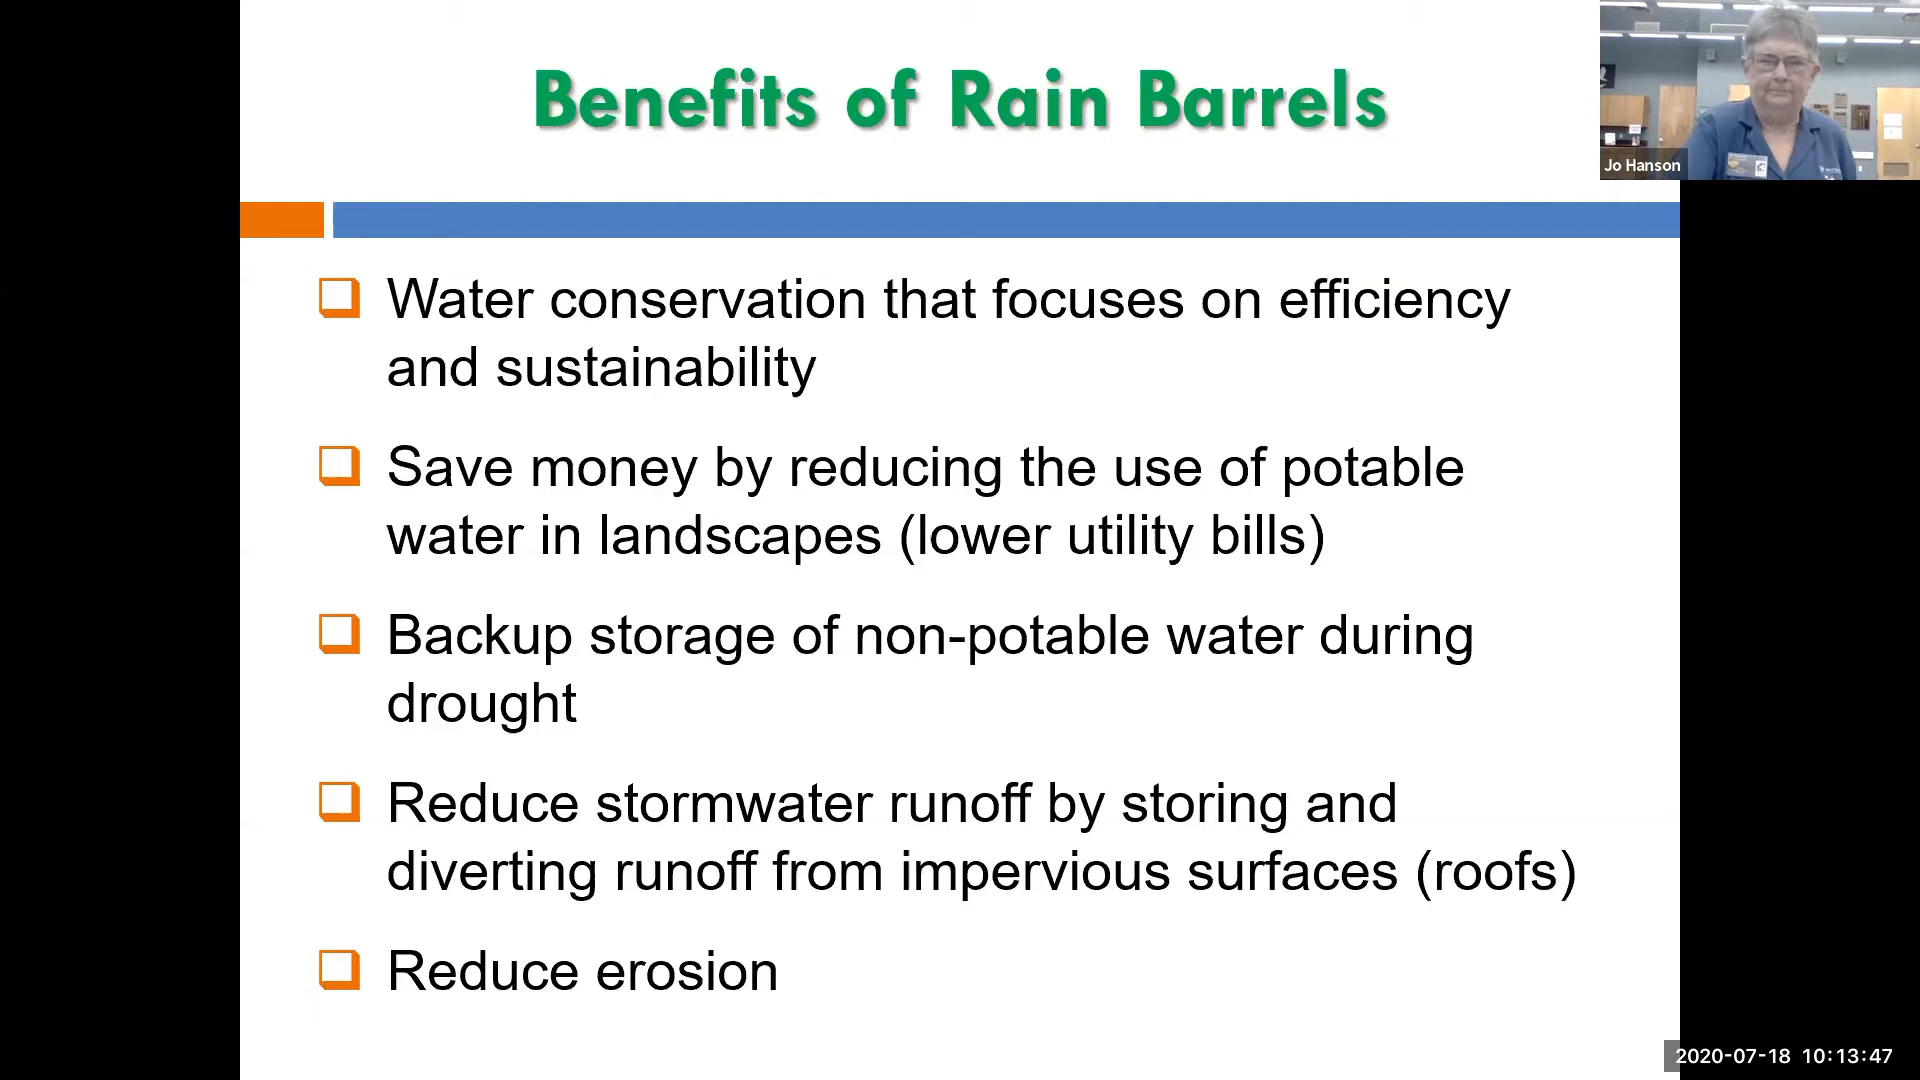 Benefits of Rain Barrels
Jo Hanson
Water conservation that focuses on efficiency
and sustainability
Save money by reducing the use of potable
water in landscapes (lower utility bills)
Backup storage of non-potable water during
drought
Reduce stormwater runoff by storing and
diverting runoff from impervious surfaces (roofs)
Reduce erosion
2020-07-18 10:13:47